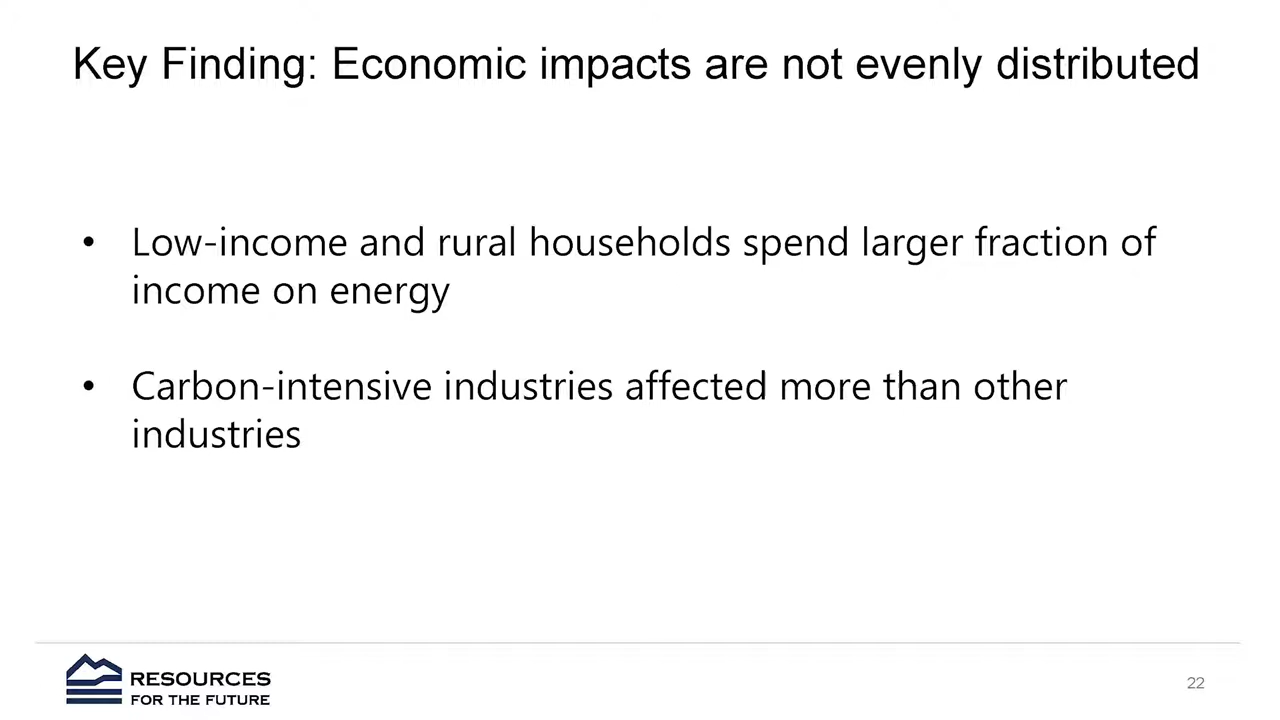 Key Finding: Economic impacts are not evenly distributed
• Low-income and rural households spend larger fraction of
income on energy
• Carbon-intensive industries affected more than other
industries
RESOURCES
FOR THE FUTURE
22